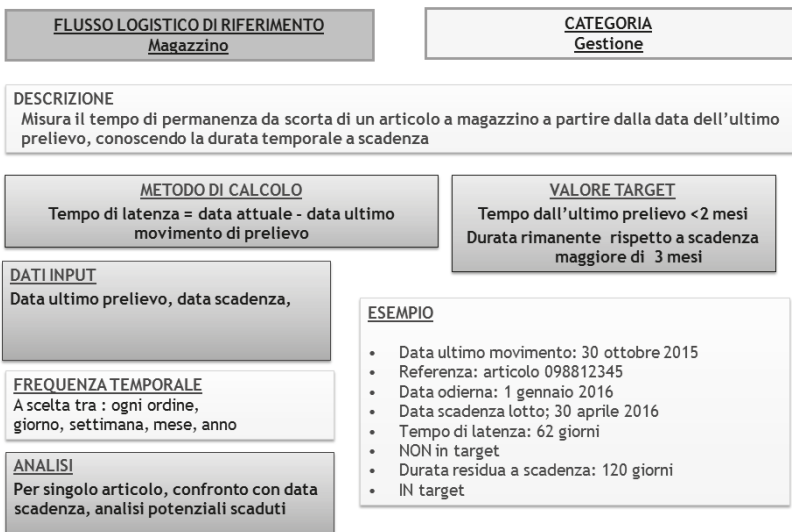 FLUSSO LOGISTICO DI RIFERIMENTO
Magazzino
CATEGORIA
Gestione
DESCRIZIONE
Misura il tempo di permanenza da scorta di un articolo a magazzino a partire dalla data dell'ultimo
prelievo, conoscendo la durata temporale a scadenza
METODO DI CALCOLO
Tempo di latenza = data attuale - data ultimo
movimento di prelievo
VALORE TARGET
Tempo dall'ultimo prelievo <2 mesi
Durata rimanente rispetto a scadenza
maggiore di 3 mesi
DATI INPUT
Data ultimo prelievo, data scadenza,
FREQUENZA TEMPORALE
A scelta tra : ogni ordine,
giorno, settimana, mese, anno
ANALISI
Per singolo articolo, confronto con data
scadenza, analisi potenziali scaduti
ESEMPIO
• Data ultimo movimento: 30 ottobre 2015
• Referenza: articolo 098812345
• Data odierna: 1 gennaio 2016
• Data scadenza lotto; 30 aprile 2016
• Tempo di latenza: 62 giorni
• NON in target
• Durata residua a scadenza: 120 giorni
• IN target